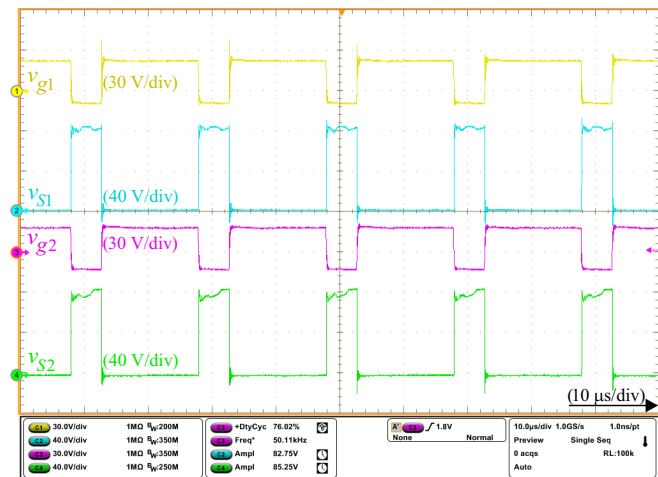 1
v_g1 (30 V/div)
v_S1 (40 V/div)
2
v_g2 (30 V/div)
3
v_S2 (40 V/div)
4
(10 μs/div)
C1 30.0V/div 1MΩ BW:200M
C2 40.0V/div 1MΩ BW:350M
C3 30.0V/div 1MΩ BW:350M
C4 40.0V/div 1MΩ BW:250M
C3 +DtyCyc 76.02%
C3 Freq* 50.11kHz
C2 Ampl 82.75V
C4 Ampl 85.25V
A' C3 1.8V
None Normal
10.0μs/div 1.0GS/s 1.0ns/pt
Preview Single Seq
0 acqs RL:100k
Auto